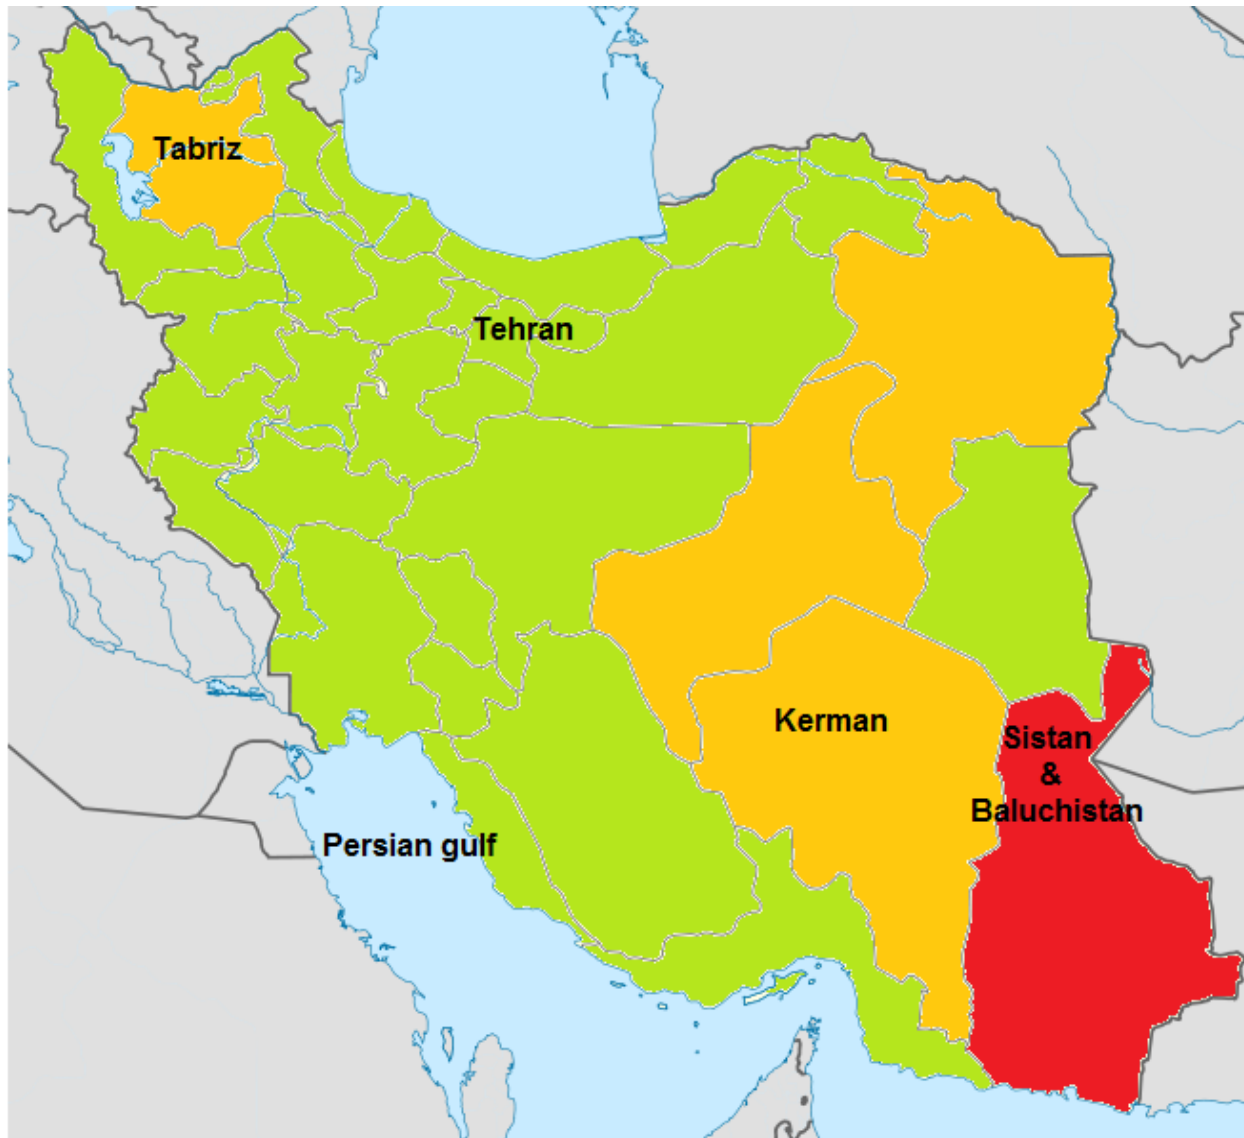 Tabriz
Tehran
Kerman
Sistan
&
Baluchistan
Persian gulf